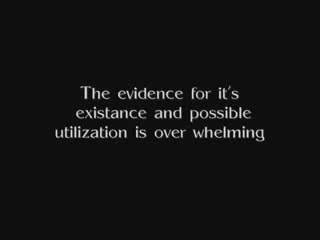 The evidence for it's
existance and possible
utilization is over whelming